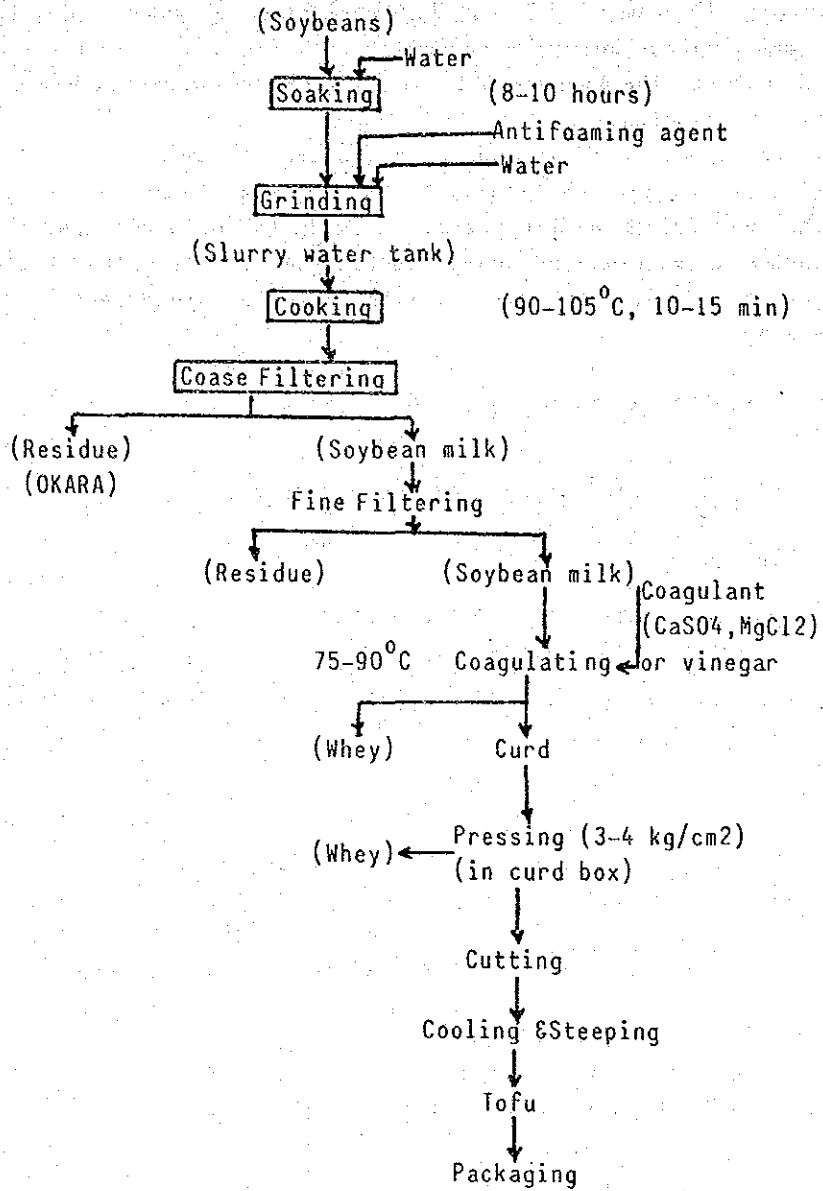 (Soybeans)
Water
Soaking (8-10 hours)
Antifoaming agent
Water
Grinding
(Slurry water tank)
Cooking (90-105°C, 10-15 min)
Coase Filtering
(Residue) (Soybean milk)
(OKARA)
Fine Filtering
(Residue) (Soybean milk)
Coagulant
(CaSO4,MgCl2)
75-90°C Coagulating or vinegar
(Whey) Curd
Pressing (3-4 kg/cm2)
(Whey)
(in curd box)
Cutting
Cooling &Steeping
Tofu
Packaging